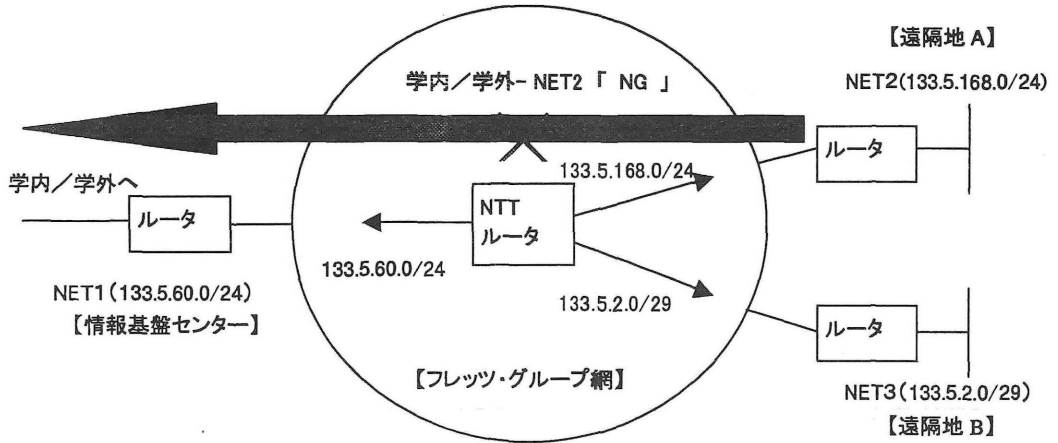 【遠隔地 A】
学内／学外－NET2「 NG 」
NET2(133.5.168.0/24)
ルータ
133.5.168.0/24
学内／学外へ
ルータ
NTT
ルータ
133.5.60.0/24
NET1(133.5.60.0/24)
【情報基盤センター】
133.5.2.0/29
ルータ
【フレッツ・グループ網】
NET3(133.5.2.0/29)
【遠隔地 B】